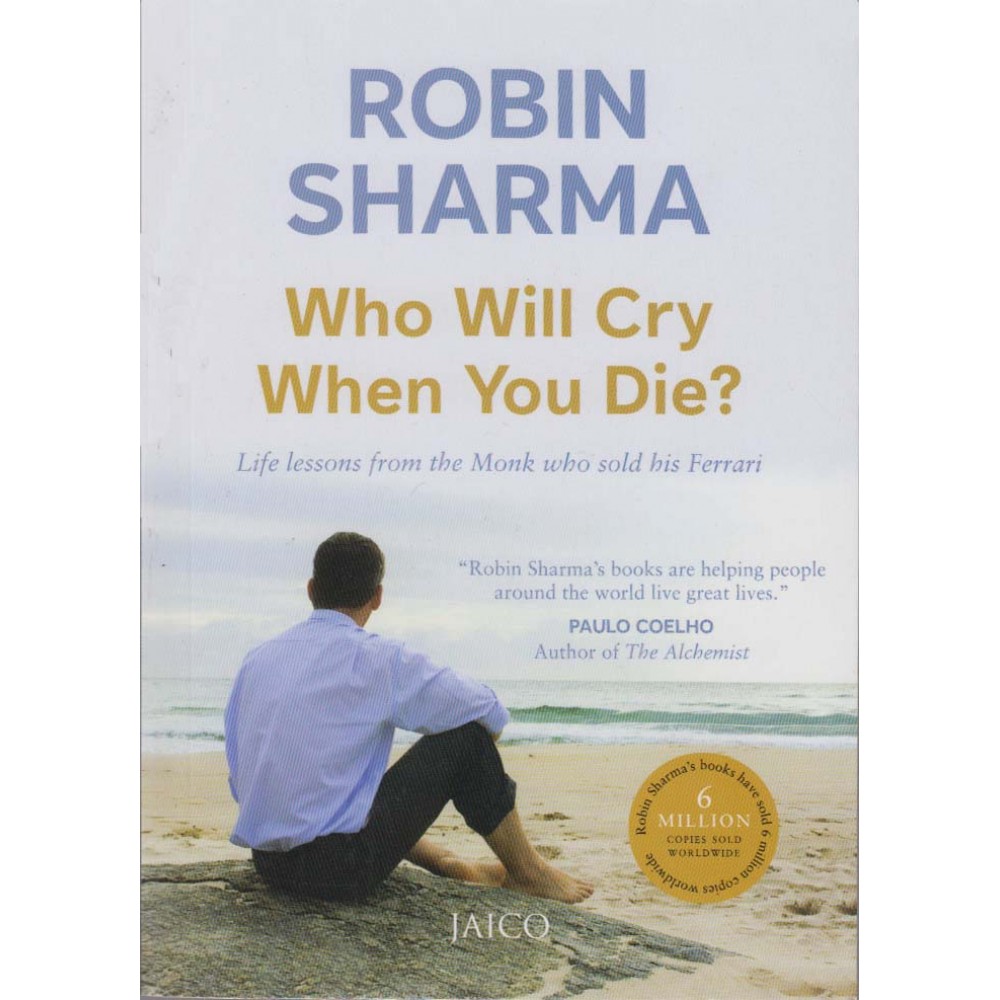 ROBIN
SHARMA
Who Will Cry
When You Die?
Life lessons from the Monk who sold his Ferrari
“Robin Sharma’s books are helping people
around the world live great lives.”
PAULO COELHO
Author of The Alchemist
Robin Sharma’s books have sold 6 million copies worldwide
6
MILLION
COPIES SOLD
WORLDWIDE
JAICO